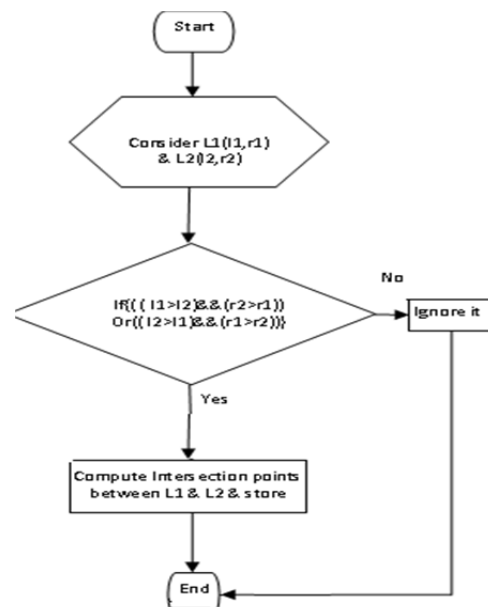 Start
Consider L1(l1,r1)
& L2(l2,r2)
If{( ( l1>l2)&&(r2>r1))
Or((l2>l1)&&(r1>r2))}
No
Ignore it
Yes
Compute Intersection points
between L1 & L2 & store
End